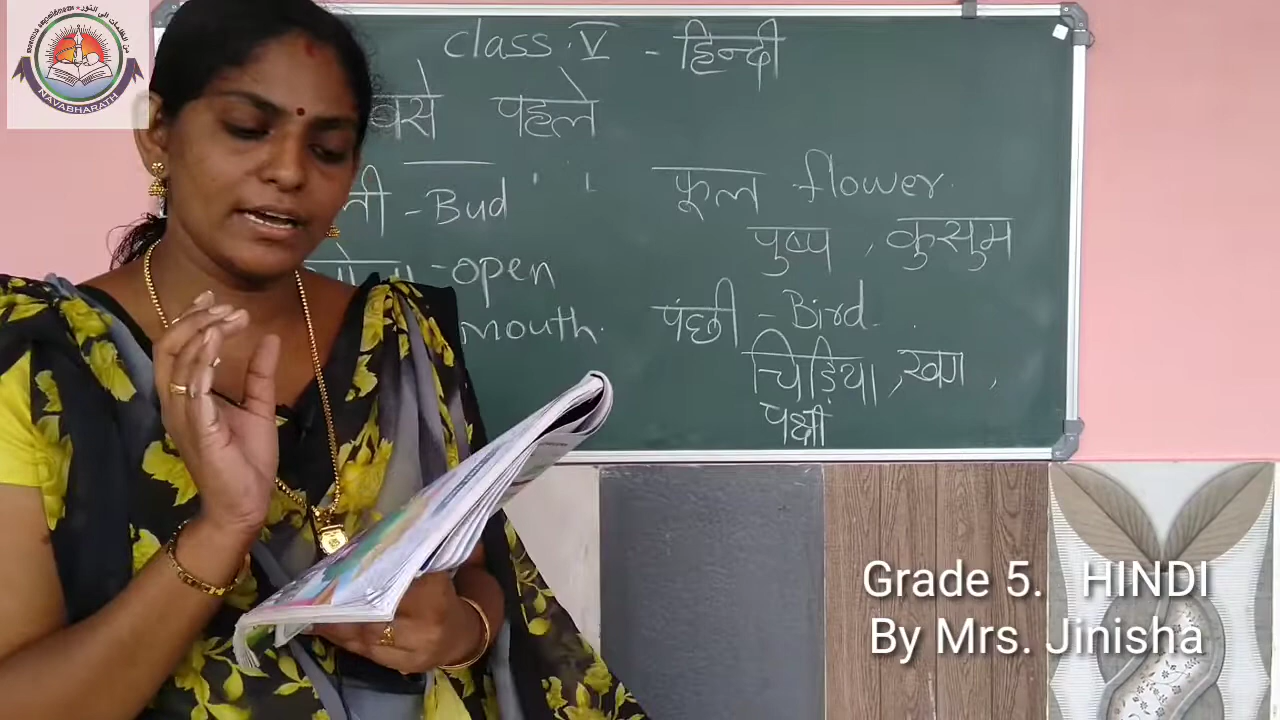 NAVABHARATH
class V - हिन्दी
पहले
- Bud
- open
mouth.
फूल - flower
पुष्प , कुसुम
पंछी - Bird
चिड़िया , खग ,
पक्षी
Grade 5. HINDI
By Mrs. Jinisha